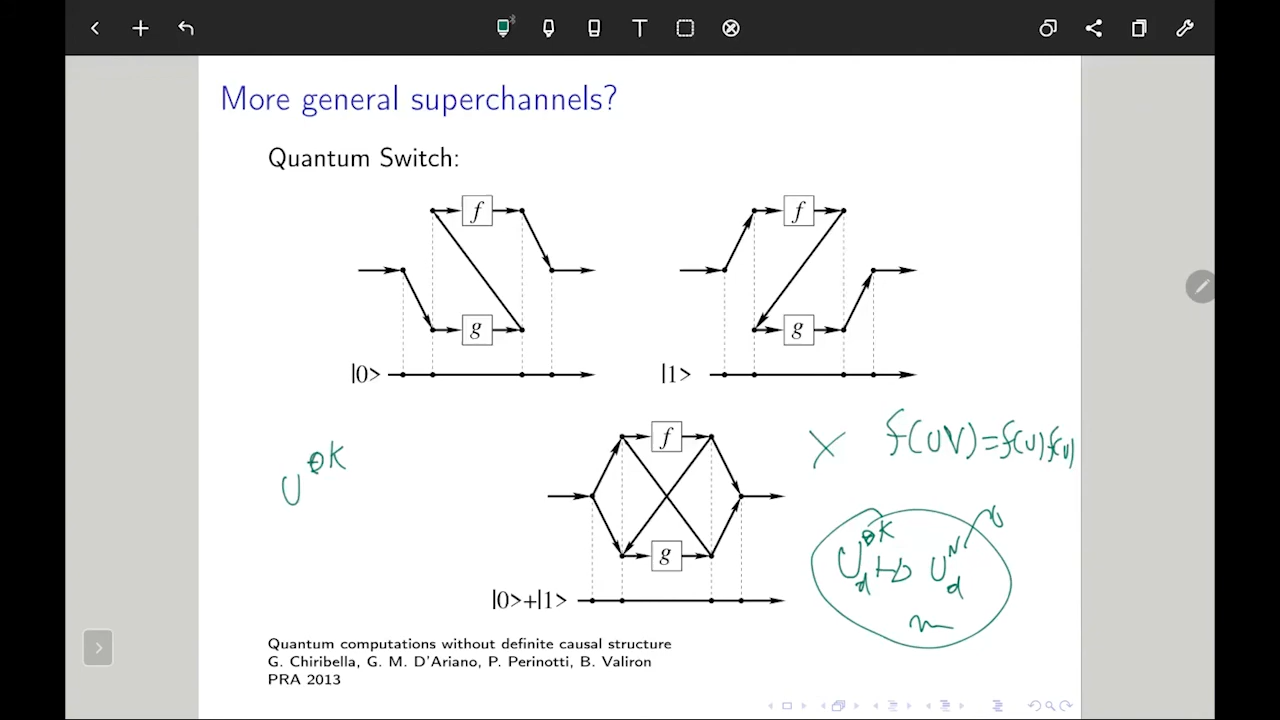 More general superchannels?
Quantum Switch:
f
f
g
g
|0>
|1>
f
X f(UV)=f(U)f(V)
U⊗K
g
|0>+|1>
Quantum computations without definite causal structure
G. Chiribella, G. M. D'Ariano, P. Perinotti, B. Valiron
PRA 2013